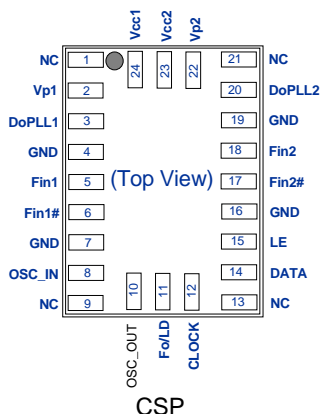 Vcc1 Vcc2 Vp2
24 23 22
NC 1 21 NC
Vp1 2 20 DoPLL2
DoPLL1 3 19 GND
GND 4 18 Fin2
Fin1 5 (Top View) 17 Fin2#
Fin1# 6 16 GND
GND 7 15 LE
OSC_IN 8 14 DATA
NC 9 13 NC
10 11 12
OSC_OUT Fo/LD CLOCK
CSP